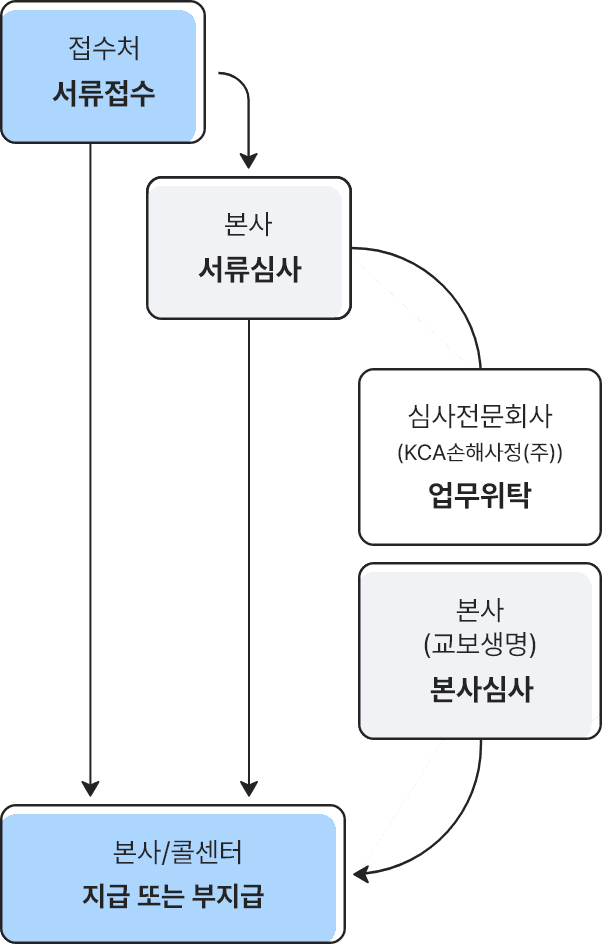 접수처
서류접수
본사
서류심사
심사전문회사
(KCA손해사정(주))
업무위탁
본사
(교보생명)
본사심사
본사/콜센터
지급 또는 부지급